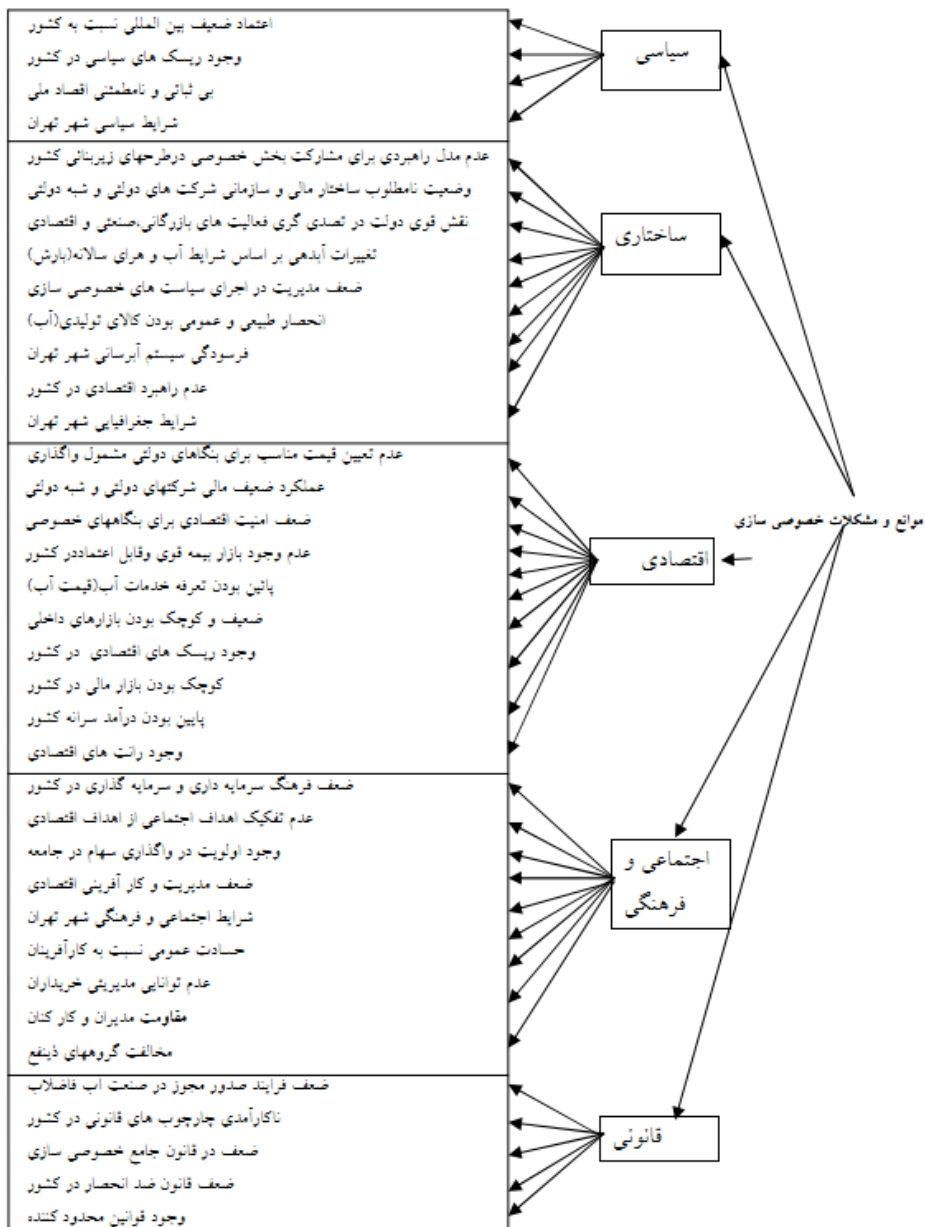 موانع و مشکلات خصوصی سازی
سیاسی
اعتماد ضعیف بین المللی نسبت به کشور
وجود ریسک های سیاسی در کشور
بی ثباتی و نامطمئنی اقصاد ملی
شرایط سیاسی شهر تهران
ساختاری
عدم مدل راهبردی برای مشارکت بخش خصوصی درطرحهای زیربنائی کشور
وضعیت نامطلوب ساختار مالی و سازمانی شرکت های دولتی و شبه دولتی
نقش قوی دولت در تصدی گری فعالیت های بازرگانی،صنعتی و اقتصادی
تغییرات آبدهی بر اساس شرایط آب و هرای سالانه(بارش)
ضعف مدیریت در اجرای سیاست های خصوصی سازی
انحصار طبیعی و عمومی بودن کالای تولیدی(آب)
فرسودگی سیستم آبرسانی شهر تهران
عدم راهبرد اقتصادی در کشور
شرایط جغرافیایی شهر تهران
اقتصادی
عدم تعیین قیمت مناسب برای بنگاهای دولتی مشمول واگذاری
عملکرد ضعیف مالی شرکتهای دولتی و شبه دولتی
ضعف امنیت اقتصادی برای بنگاههای خصوصی
عدم وجود بازار بیمه قوی وقابل اعتماددر کشور
پائین بودن تعرفه خدمات آب(قیمت آب)
ضعیف و کوچک بودن بازارهای داخلی
وجود ریسک های اقتصادی در کشور
کوچک بودن بازار مالی در کشور
پایین بودن درآمد سرانه کشور
وجود رانت های اقتصادی
اجتماعی و
فرهنگی
ضعف فرهنگ سرمایه داری و سرمایه گذاری در کشور
عدم تفکیک اهداف اجتماعی از اهداف اقتصادی
وجود اولویت در واگذاری سهام در جامعه
ضعف مدیریت و کار آفرینی اقتصادی
شرایط اجتماعی و فرهنگی شهر تهران
حسادت عمومی نسبت به کارآفرینان
عدم توانایی مدیریتی خریداران
مقاومت مدیران و کار کنان
مخالفت گروههای ذینفع
قانونی
ضعف فرایند صدور مجوز در صنعت آب فاضلاب
ناکارآمدی چارچوب های قانونی در کشور
ضعف در قانون جامع خصوصی سازی
ضعف قانون ضد انحصار در کشور
وجود قوانین محدود کننده